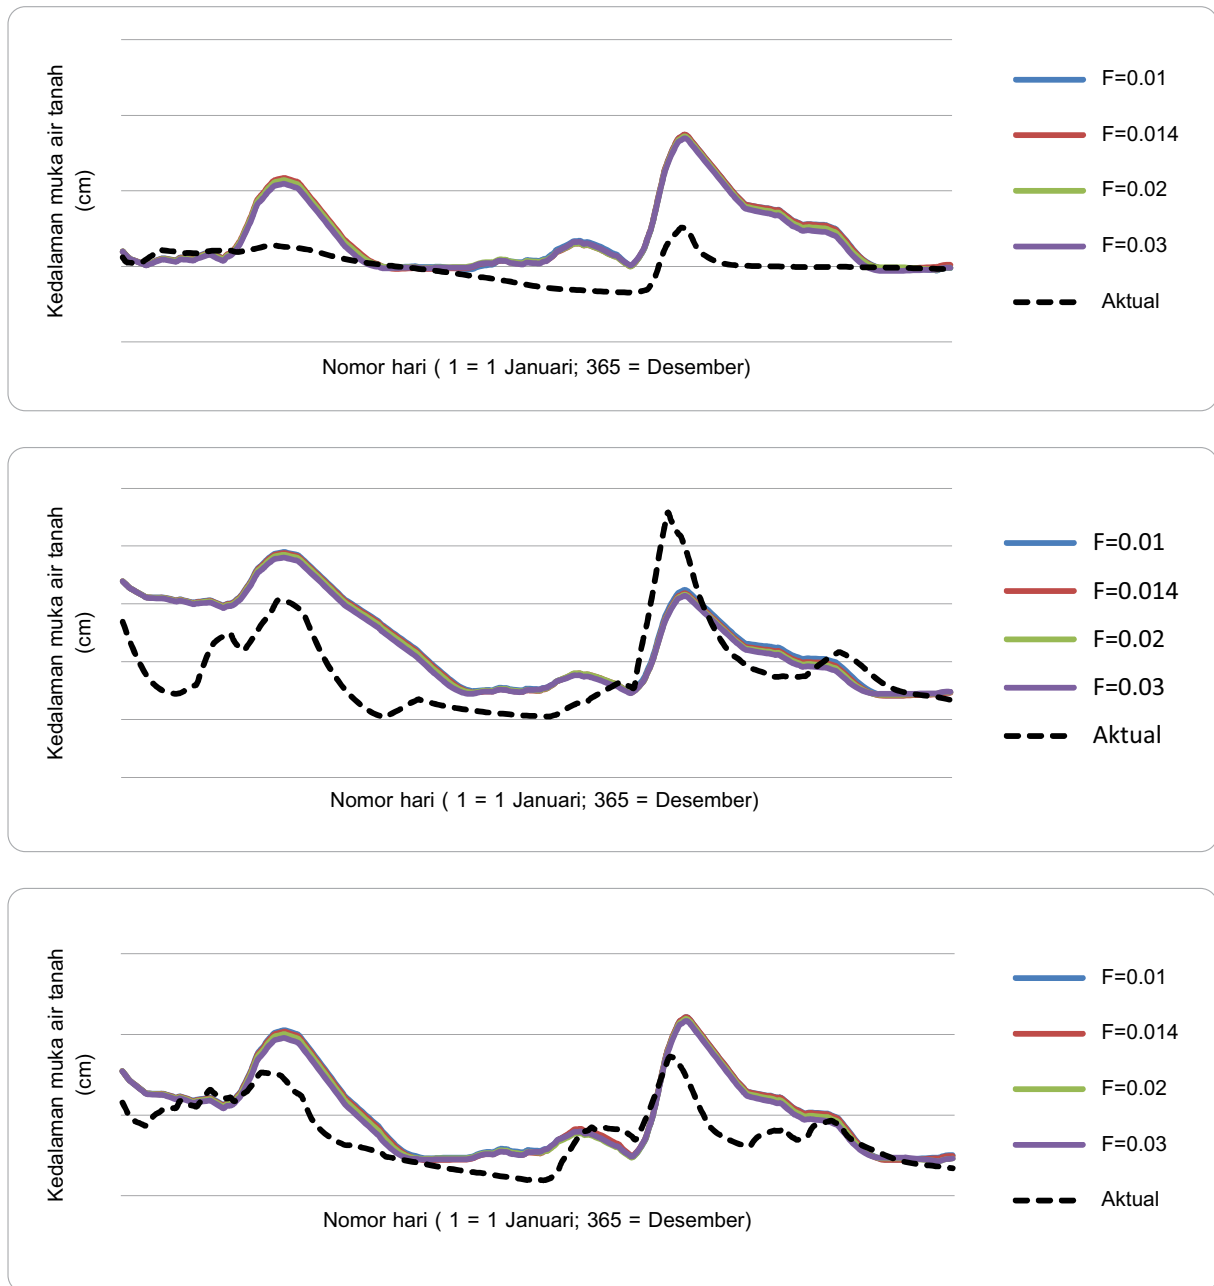 Kedalaman muka air tanah
(cm)
F=0.01
F=0.014
F=0.02
F=0.03
Aktual
Nomor hari ( 1 = 1 Januari; 365 = Desember)
Kedalaman muka air tanah
(cm)
F=0.01
F=0.014
F=0.02
F=0.03
Aktual
Nomor hari ( 1 = 1 Januari; 365 = Desember)
Kedalaman muka air tanah
(cm)
F=0.01
F=0.014
F=0.02
F=0.03
Aktual
Nomor hari ( 1 = 1 Januari; 365 = Desember)